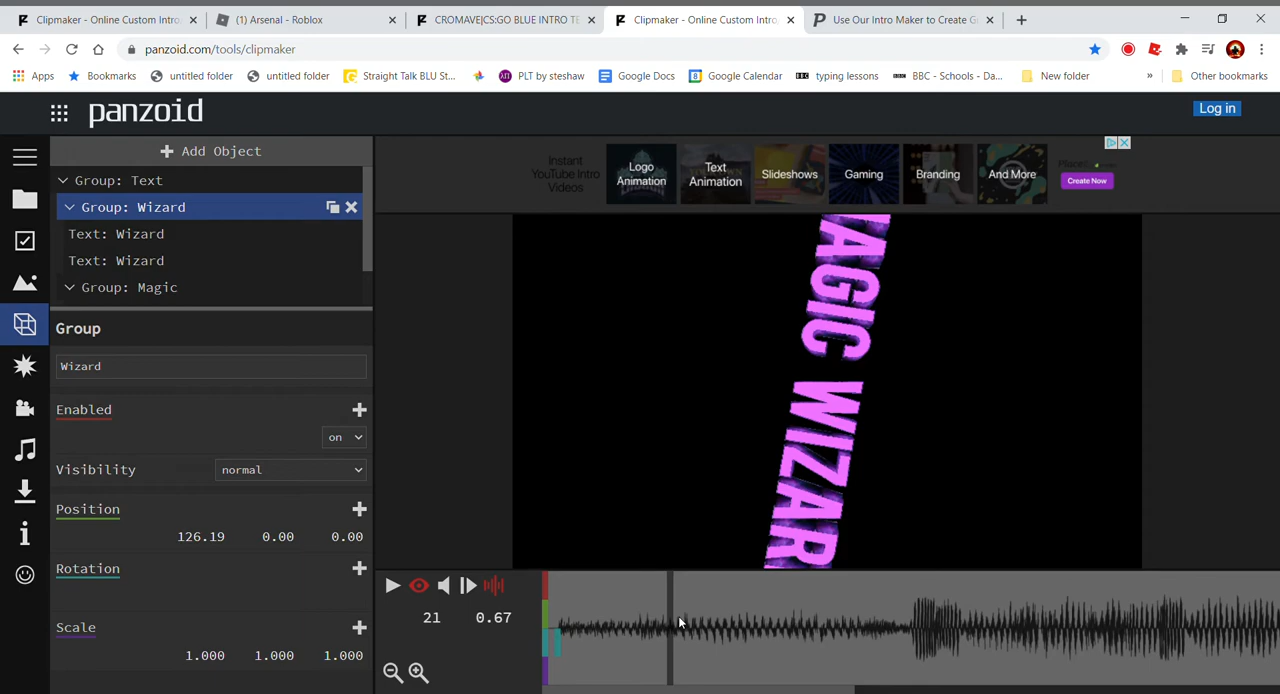 Clipmaker - Online Custom Intro
(1) Arsenal - Roblox
CROMAVE|CS:GO BLUE INTRO TE
Clipmaker - Online Custom Intro
Use Our Intro Maker to Create G
panzoid.com/tools/clipmaker
Apps
Bookmarks
untitled folder
untitled folder
Straight Talk BLU St...
PLT by steshaw
Google Docs
Google Calendar
typing lessons
BBC - Schools - Da...
New folder
»
Other bookmarks
panzoid
Log in
Add Object
Group: Text
Group: Wizard
Text: Wizard
Text: Wizard
Group: Magic
Group
Wizard
Enabled
on
Visibility
normal
Position
126.19 0.00 0.00
Rotation
Scale
1.000 1.000 1.000
Instant
YouTube Intro
Videos
Logo
Animation
Text
Animation
Slideshows
Gaming
Branding
And More
Create Now
MAGIC WIZAR
21 0.67